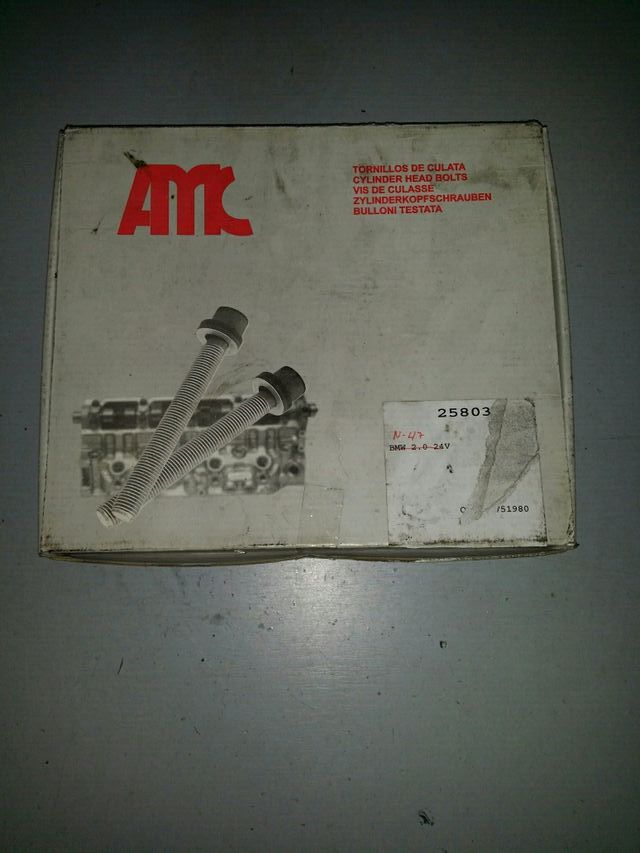 AMC
TORNILLOS DE CULATA
CYLINDER HEAD BOLTS
VIS DE CULASSE
ZYLINDERKOPFSCHRAUBEN
BULLONI TESTATA
25803
N-47
BMW 2.0 24V
/51980